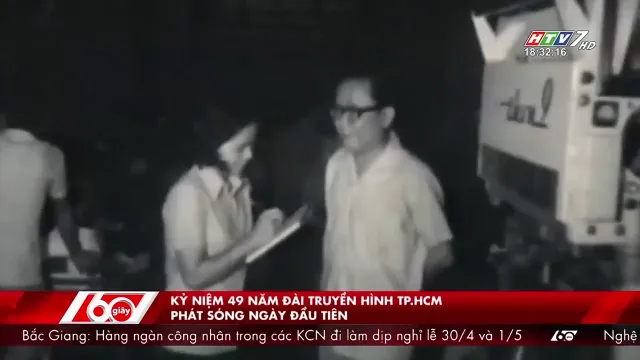 HTV7 HD
18:32:16
60 giây
KỶ NIỆM 49 NĂM ĐÀI TRUYỀN HÌNH TP.HCM
PHÁT SÓNG NGÀY ĐẦU TIÊN
Bắc Giang: Hàng ngàn công nhân trong các KCN đi làm dịp nghỉ lễ 30/4 và 1/5 60 Nghệ